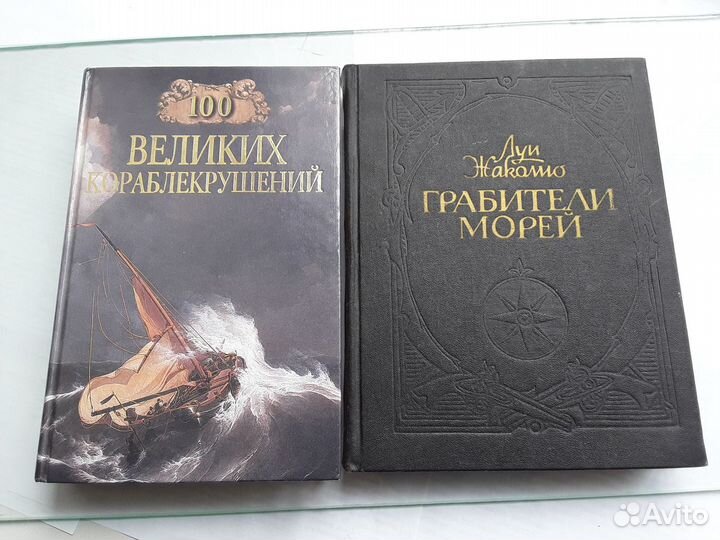 100
ВЕЛИКИХ
КОРАБЛЕКРУШЕНИЙ
Луи
Жаколио
ГРАБИТЕЛИ
МОРЕЙ
Avito